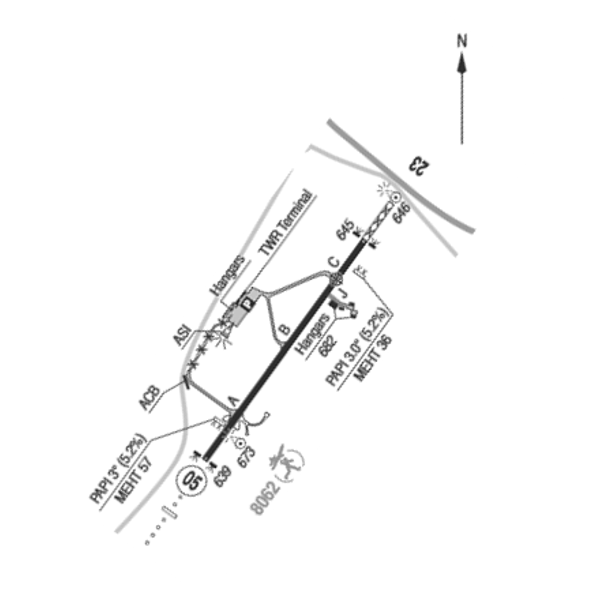 N
23
646
645
TWR Terminal
Hangars
P
C
J
ASI
B
Hangars
682
PAPI 3.0° (5.2%)
MEHT 36
ACB
A
PAPI 3° (5.2%)
MEHT 57
673
639
05
8062